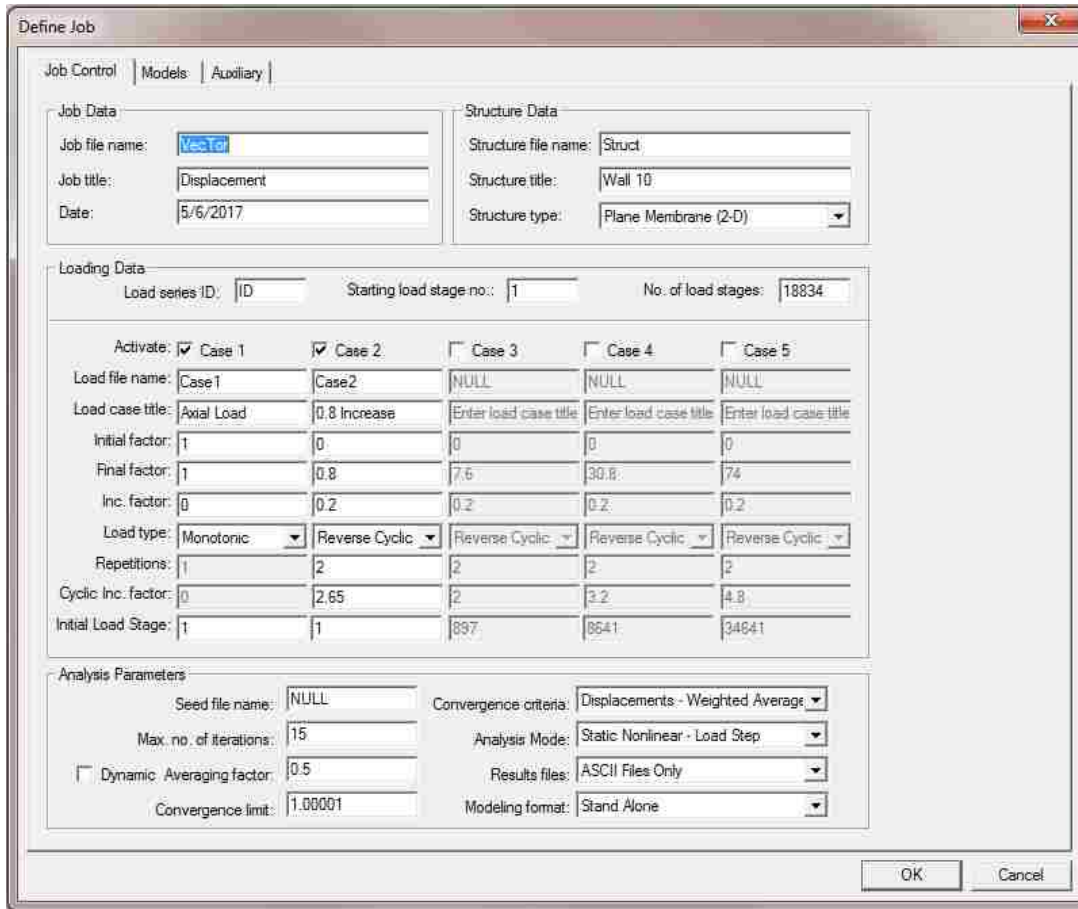 Define Job
Job Control Models Auxiliary
Job Data
Job file name: VecTor
Job title: Displacement
Date: 5/6/2017
Structure Data
Structure file name: Struct
Structure title: Wall 10
Structure type: Plane Membrane (2-D)
Loading Data
Load series ID: ID Starting load stage no.: 1 No. of load stages: 18834
Activate: Case 1 Case 2 Case 3 Case 4 Case 5
Load file name: Case1 Case2 NULL NULL NULL
Load case title: Axial Load 0.8 Increase Enter load case title Enter load case title Enter load case title
Initial factor: 1 0 0 0 0
Final factor: 1 0.8 7.6 30.8 74
Inc. factor: 0 0.2 0.2 0.2 0.2
Load type: Monotonic Reverse Cyclic Reverse Cyclic Reverse Cyclic Reverse Cyclic
Repetitions: 1 2 2 2 2
Cyclic Inc. factor: 0 2.65 2 3.2 4.8
Initial Load Stage: 1 1 897 8641 34641
Analysis Parameters
Seed file name: NULL Convergence criteria: Displacements - Weighted Average
Max. no. of iterations: 15 Analysis Mode: Static Nonlinear - Load Step
Dynamic Averaging factor: 0.5 Results files: ASCII Files Only
Convergence limit: 1.00001 Modeling format: Stand Alone
OK Cancel